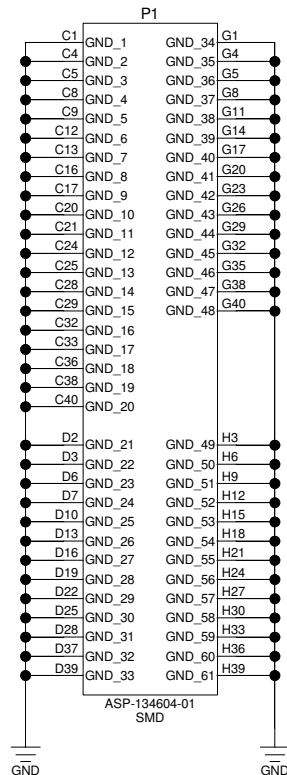 P1
C1 GND_1 GND_34 G1
C4 GND_2 GND_35 G4
C5 GND_3 GND_36 G5
C8 GND_4 GND_37 G8
C9 GND_5 GND_38 G11
C12 GND_6 GND_39 G14
C13 GND_7 GND_40 G17
C16 GND_8 GND_41 G20
C17 GND_9 GND_42 G23
C20 GND_10 GND_43 G26
C21 GND_11 GND_44 G29
C24 GND_12 GND_45 G32
C25 GND_13 GND_46 G35
C28 GND_14 GND_47 G38
C29 GND_15 GND_48 G40
C32 GND_16
C33 GND_17
C36 GND_18
C38 GND_19
C40 GND_20
D2 GND_21 GND_49 H3
D3 GND_22 GND_50 H6
D6 GND_23 GND_51 H9
D7 GND_24 GND_52 H12
D10 GND_25 GND_53 H15
D13 GND_26 GND_54 H18
D16 GND_27 GND_55 H21
D19 GND_28 GND_56 H24
D22 GND_29 GND_57 H27
D25 GND_30 GND_58 H30
D28 GND_31 GND_59 H33
D37 GND_32 GND_60 H36
D39 GND_33 GND_61 H39
ASP-134604-01
SMD
GND GND